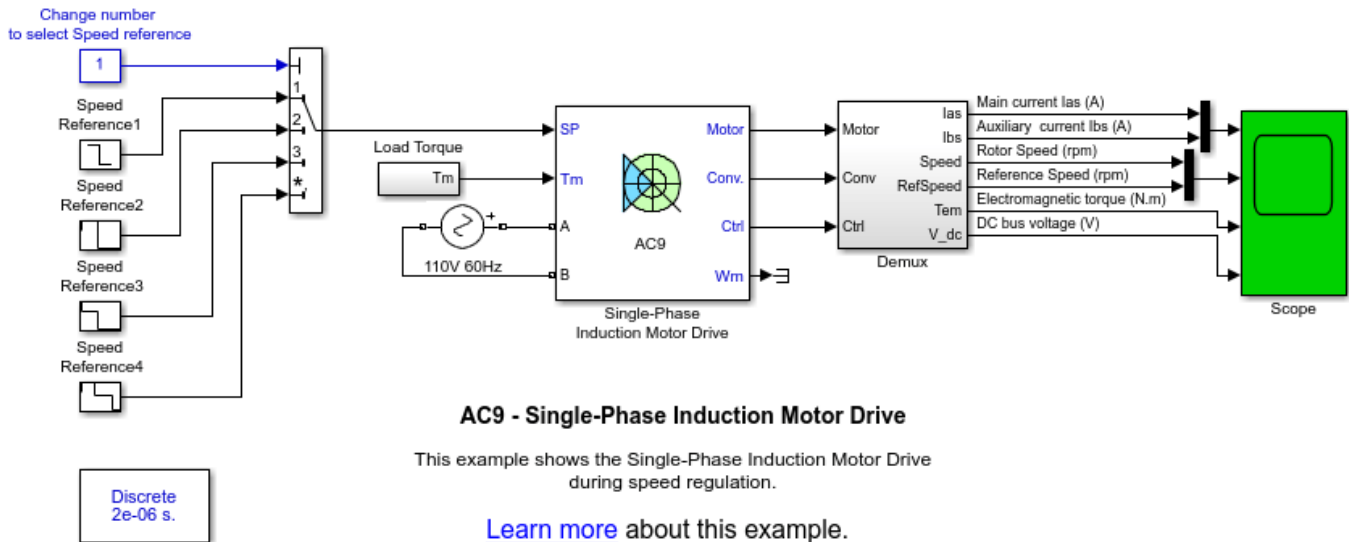 Change number
to select Speed reference
1
Speed
Reference1
Speed
Reference2
Speed
Reference3
Speed
Reference4
1
2
3
*
Load Torque
Tm
110V 60Hz
+
SP
Tm
A
B
Motor
Conv.
Ctrl
Wm
AC9
Single-Phase
Induction Motor Drive
Motor
Conv
Ctrl
Ias
Ibs
Speed
RefSpeed
Tem
V_dc
Demux
Main current Ias (A)
Auxiliary current Ibs (A)
Rotor Speed (rpm)
Reference Speed (rpm)
Electromagnetic torque (N.m)
DC bus voltage (V)
Scope
AC9 - Single-Phase Induction Motor Drive
This example shows the Single-Phase Induction Motor Drive
during speed regulation.
Learn more about this example.
Discrete
2e-06 s.